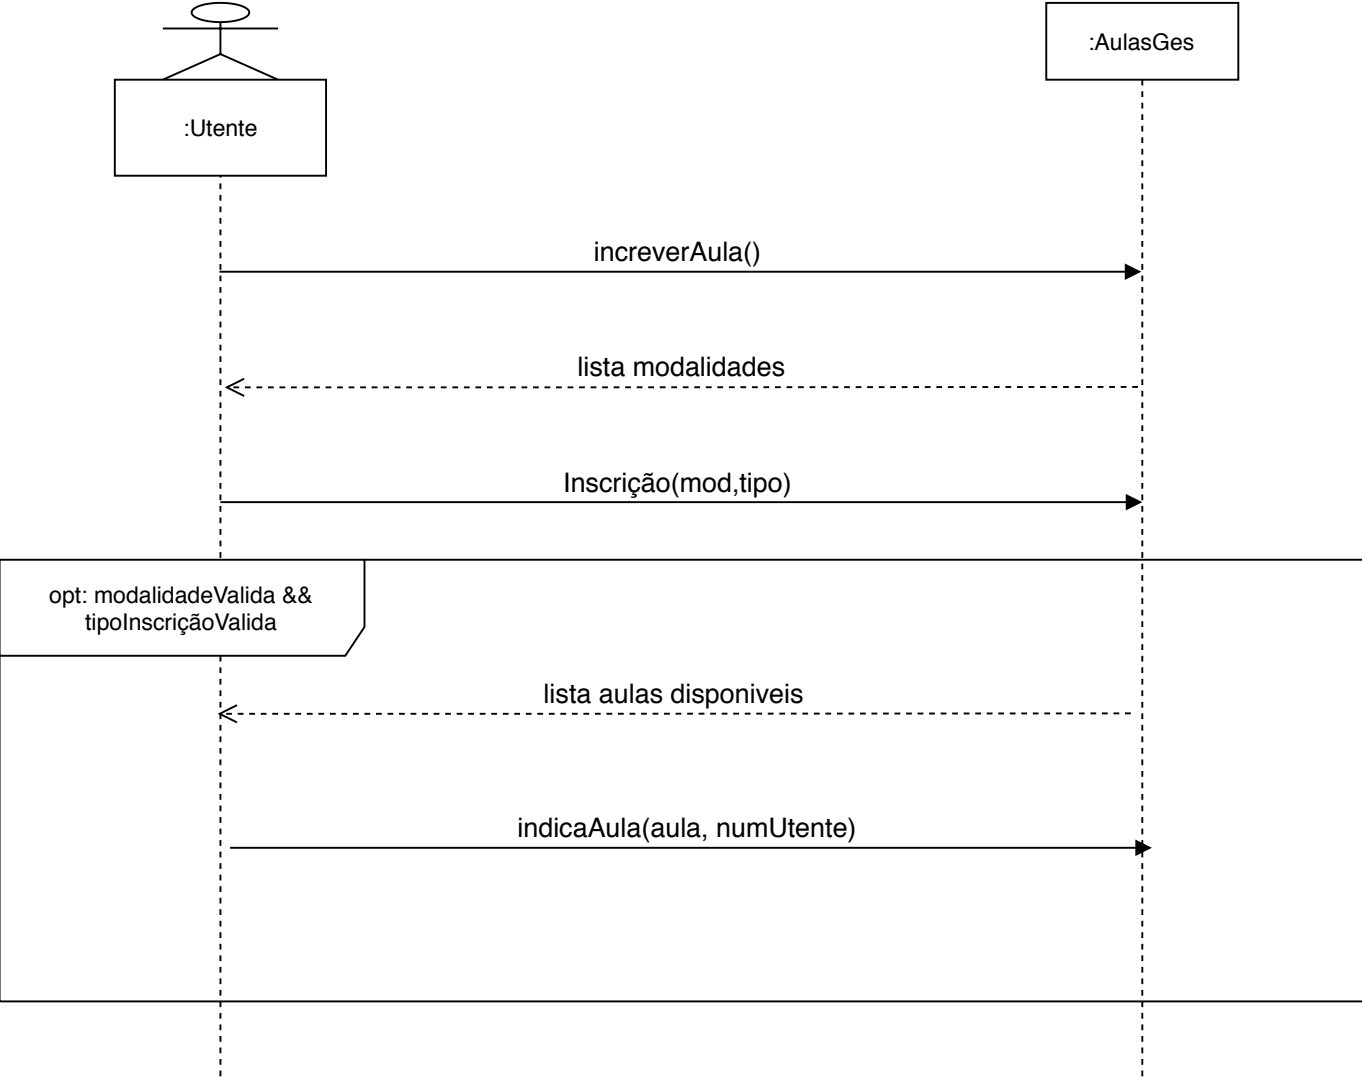 :AulasGes
:Utente
increverAula()
lista modalidades
Inscrição(mod,tipo)
opt: modalidadeValida &&
tipoInscriçãoValida
lista aulas disponiveis
indicaAula(aula, numUtente)